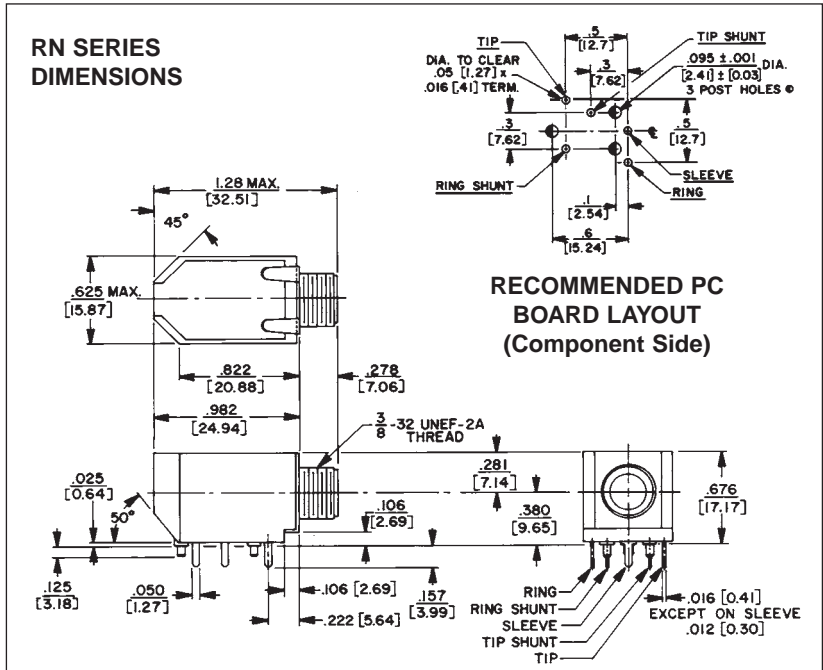 RN SERIES
DIMENSIONS
TIP
DIA. TO CLEAR
.05 [1.27] x
.016 [.41] TERM.
.5
[12.7]
.3
[7.62]
TIP SHUNT
.095 ±.001 DIA.
[2.41] ± [0.03]
3 POST HOLES
.3
[7.62]
.5
[12.7]
SLEEVE
RING SHUNT
RING
.1
[2.54]
.6
[15.24]
RECOMMENDED PC
BOARD LAYOUT
(Component Side)
1.28 MAX.
[32.51]
45°
.625 MAX.
[15.87]
.822
[20.88]
.278
[7.06]
.982
[24.94]
3/8-32 UNEF-2A
THREAD
.025
[0.64]
50°
.281
[7.14]
.676
[17.17]
.106
[2.69]
.380
[9.65]
.125
[3.18]
.050
[1.27]
.106 [2.69]
.222 [5.64]
.157
[3.99]
RING
RING SHUNT
SLEEVE
TIP SHUNT
TIP
.016 [0.41]
EXCEPT ON SLEEVE
.012 [0.30]